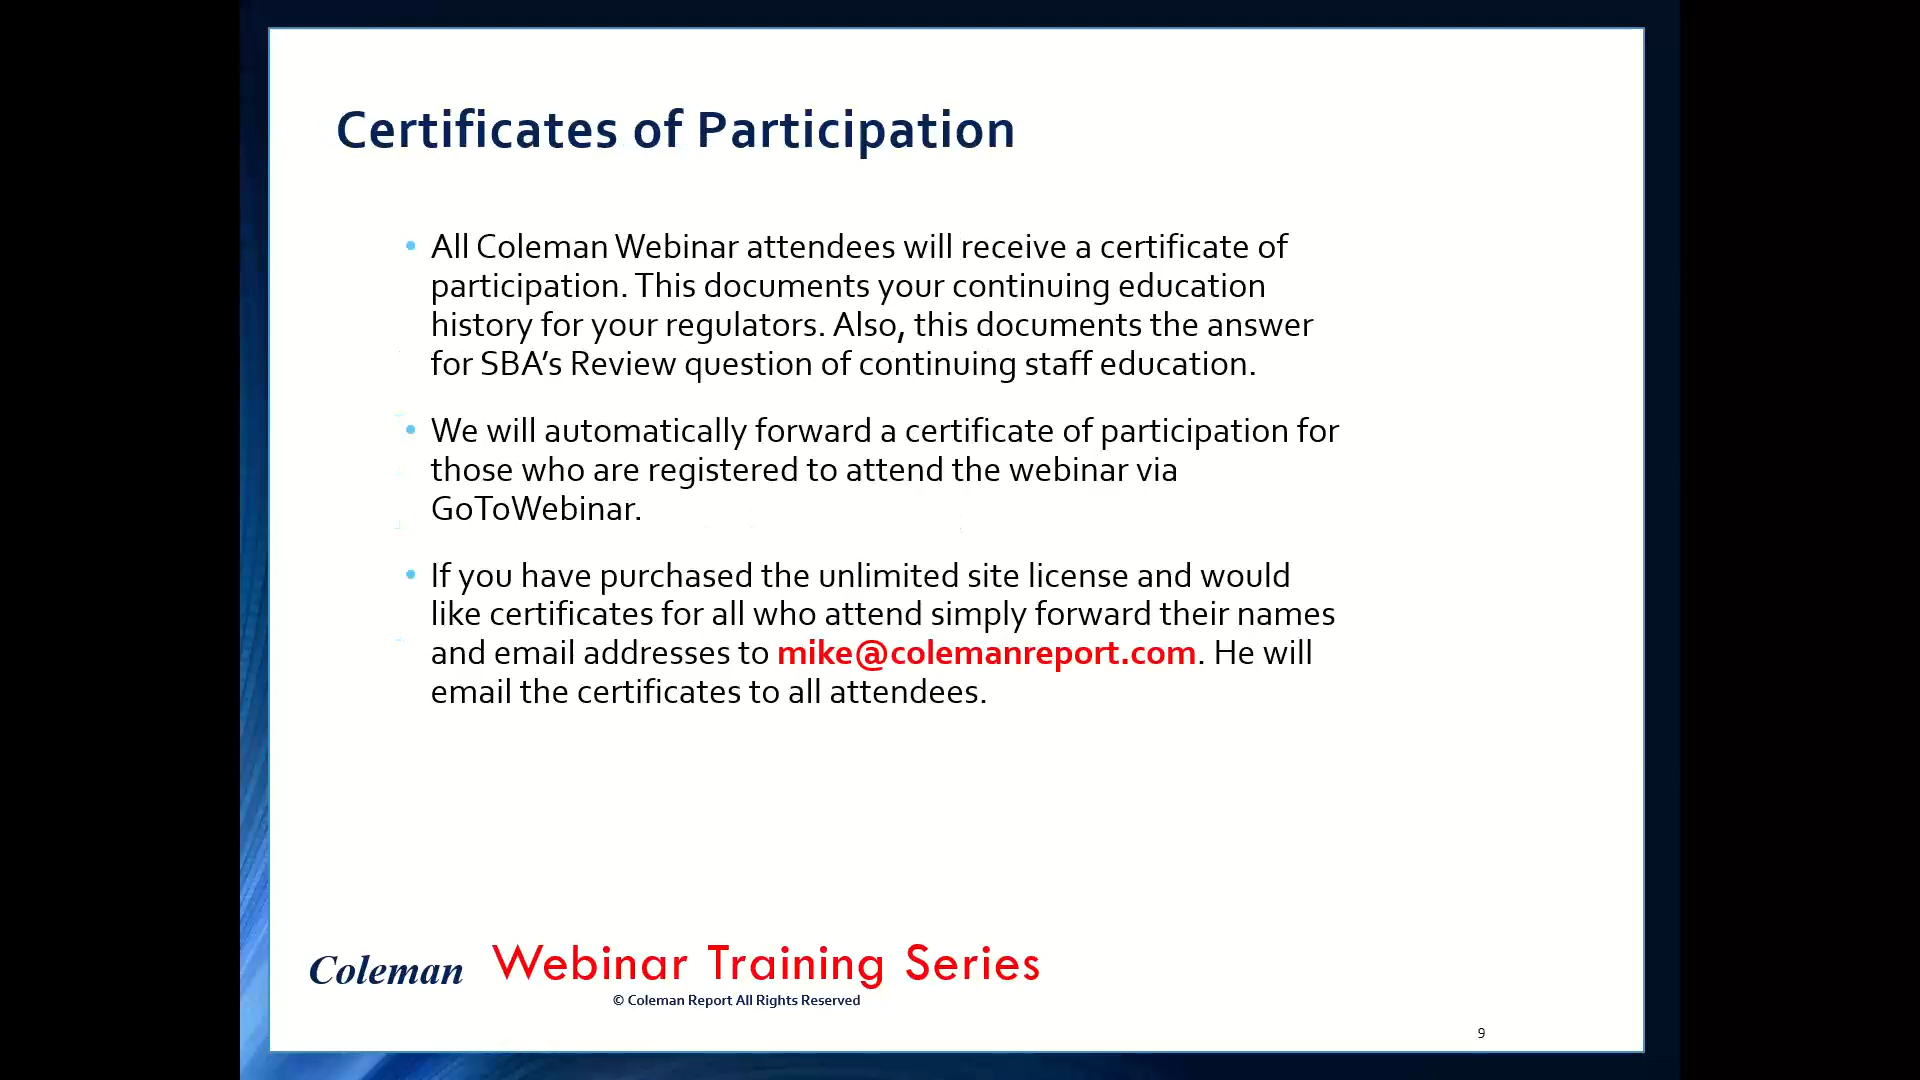 Certificates of Participation
• All Coleman Webinar attendees will receive a certificate of
participation. This documents your continuing education
history for your regulators. Also, this documents the answer
for SBA’s Review question of continuing staff education.
• We will automatically forward a certificate of participation for
those who are registered to attend the webinar via
GoToWebinar.
• If you have purchased the unlimited site license and would
like certificates for all who attend simply forward their names
and email addresses to mike@colemanreport.com. He will
email the certificates to all attendees.
Coleman Webinar Training Series
© Coleman Report All Rights Reserved
9